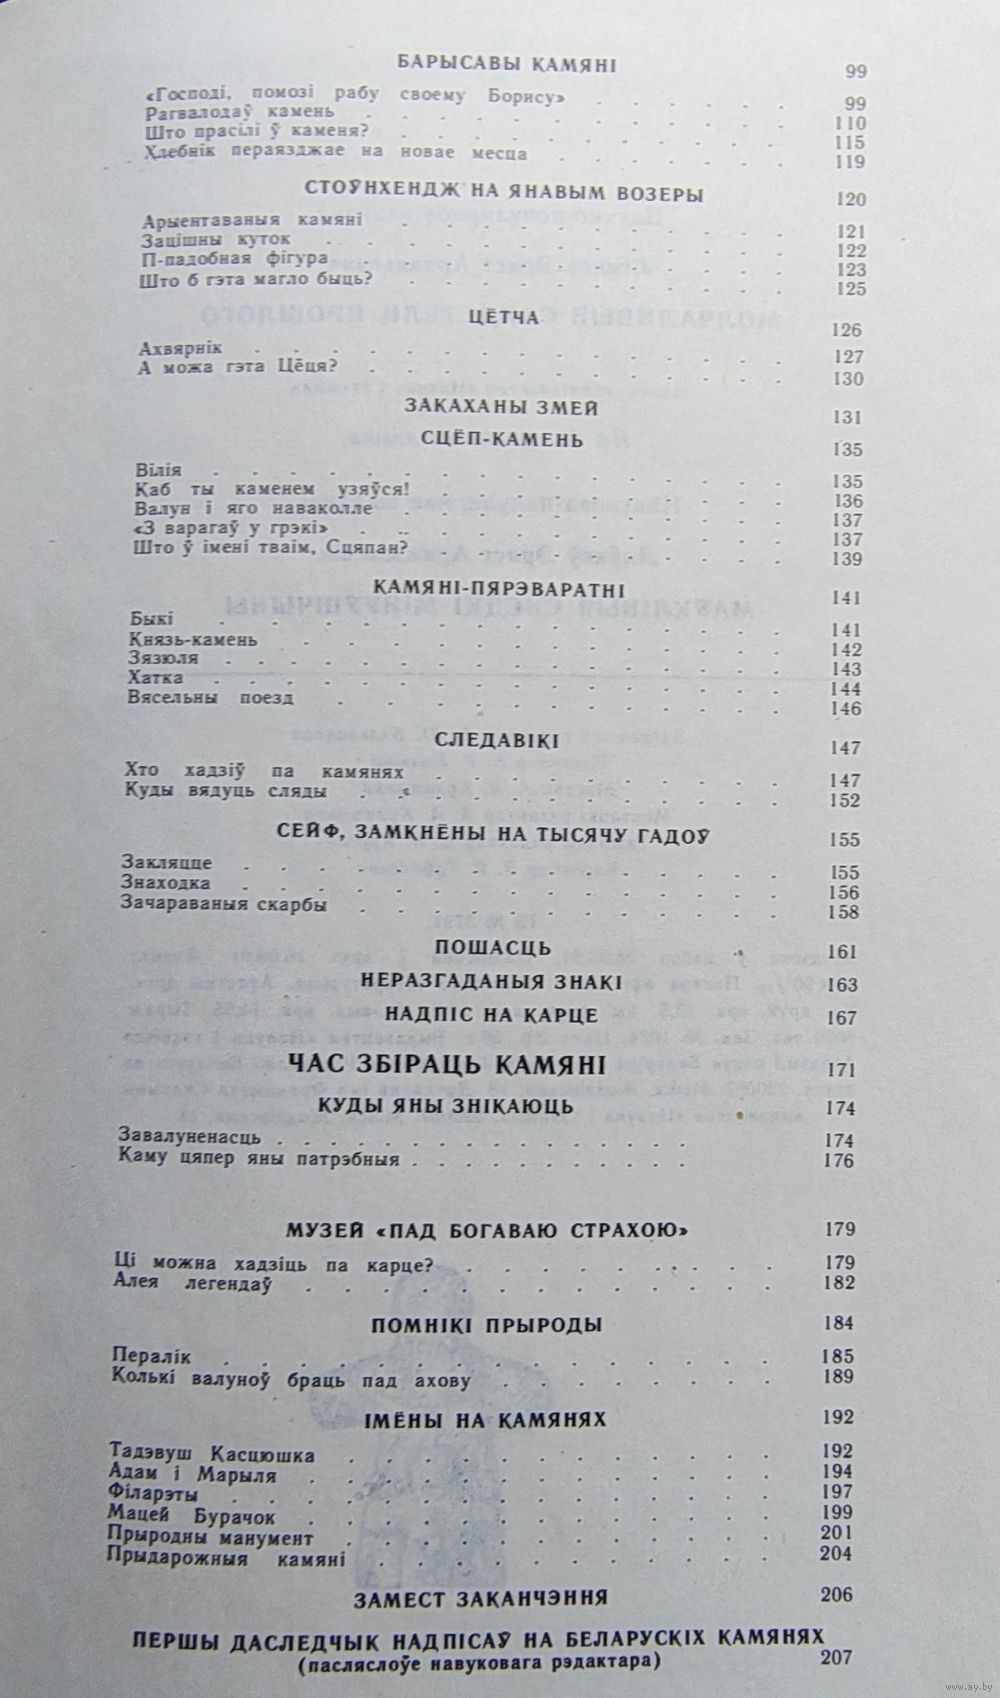 БАРЫСАВЫ КАМЯНІ 99
«Господі, помозі рабу своему Борису» 99
Рагвалодаў камень 110
Што прасілі ў каменя? 115
Хлебнік пераязджае на новае месца 119
СТОЎНХЕНДЖ НА ЯНАВЫМ ВОЗЕРЫ 120
Арыентаваныя камяні 121
Зацішны куток 122
П-падобная фігура 123
Што б гэта магло быць? 125
ЦЁТЧА 126
Ахвярнік 127
А можа гэта Цёця? 130
ЗАКАХАНЫ ЗМЕЙ 131
СЦЁП-КАМЕНЬ 135
Вілія 135
Каб ты каменем узяўся! 136
Валун і яго наваколле 137
«З варагаў у грэкі» 137
Што ў імені тваім, Сцяпан? 139
КАМЯНІ-ПЯРЭВАРАТНІ 141
Быкі 141
Князь-камень 142
Зязюля 143
Хатка 144
Вясельны поезд 146
СЛЕДАВІКІ 147
Хто хадзіў па камянях 147
Куды вядуць сляды 152
СЕЙФ, ЗАМКНЁНЫ НА ТЫСЯЧУ ГАДОЎ 155
Закляцце 155
Знаходка 156
Зачараваныя скарбы 158
ПОШАСЦЬ 161
НЕРАЗГАДАНЫЯ ЗНАКІ 163
НАДПІС НА КАРЦЕ 167
ЧАС ЗБІРАЦЬ КАМЯНІ 171
КУДЫ ЯНЫ ЗНІКАЮЦЬ 174
Завалуненасць 174
Каму цяпер яны патрэбныя 176
МУЗЕЙ «ПАД БОГАВАЮ СТРАХОЮ» 179
Ці можна хадзіць па карце? 179
Алея легендаў 182
ПОМНІКІ ПРЫРОДЫ 184
Пералік 185
Колькі валуноў браць пад ахову 189
ІМЁНЫ НА КАМЯНЯХ 192
Тадэвуш Касцюшка 192
Адам і Марыля 194
Філарэты 197
Мацей Бурачок 199
Прыродны манумент 201
Прыдарожныя камяні 204
ЗАМЕСТ ЗАКАНЧЭННЯ 206
ПЕРШЫ ДАСЛЕДЧЫК НАДПІСАЎ НА БЕЛАРУСКІХ КАМЯНЯХ
(пасляслоўе навуковага рэдактара) 207
www.ay.by